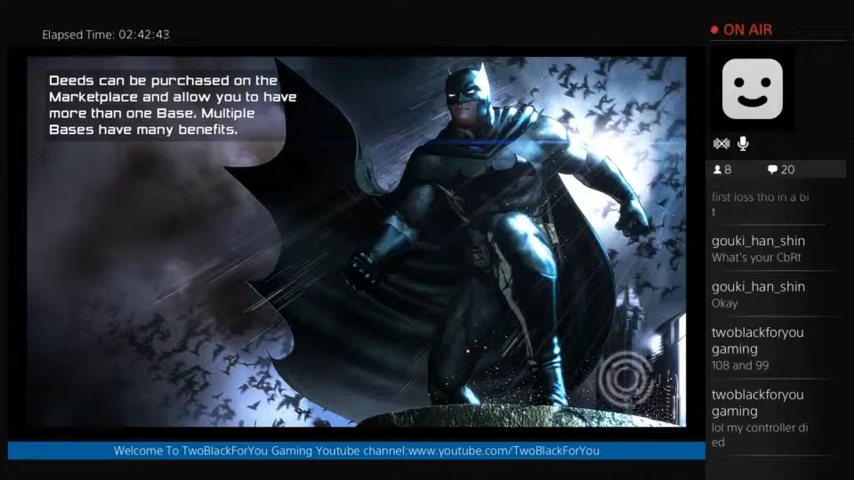 Elapsed Time: 02:42:43
ON AIR
Deeds can be purchased on the
Marketplace and allow you to have
more than one Base. Multiple
Bases have many benefits.
8
20
first loss tho in a bi
t
gouki_han_shin
What's your CbRt
gouki_han_shin
Okay
twoblackforyou
gaming
108 and 99
twoblackforyou
gaming
lol my controller di
ed
Welcome To TwoBlackForYou Gaming Youtube channel:www.youtube.com/TwoBlackForYou